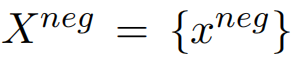 X^{neg} = {x^{neg}}